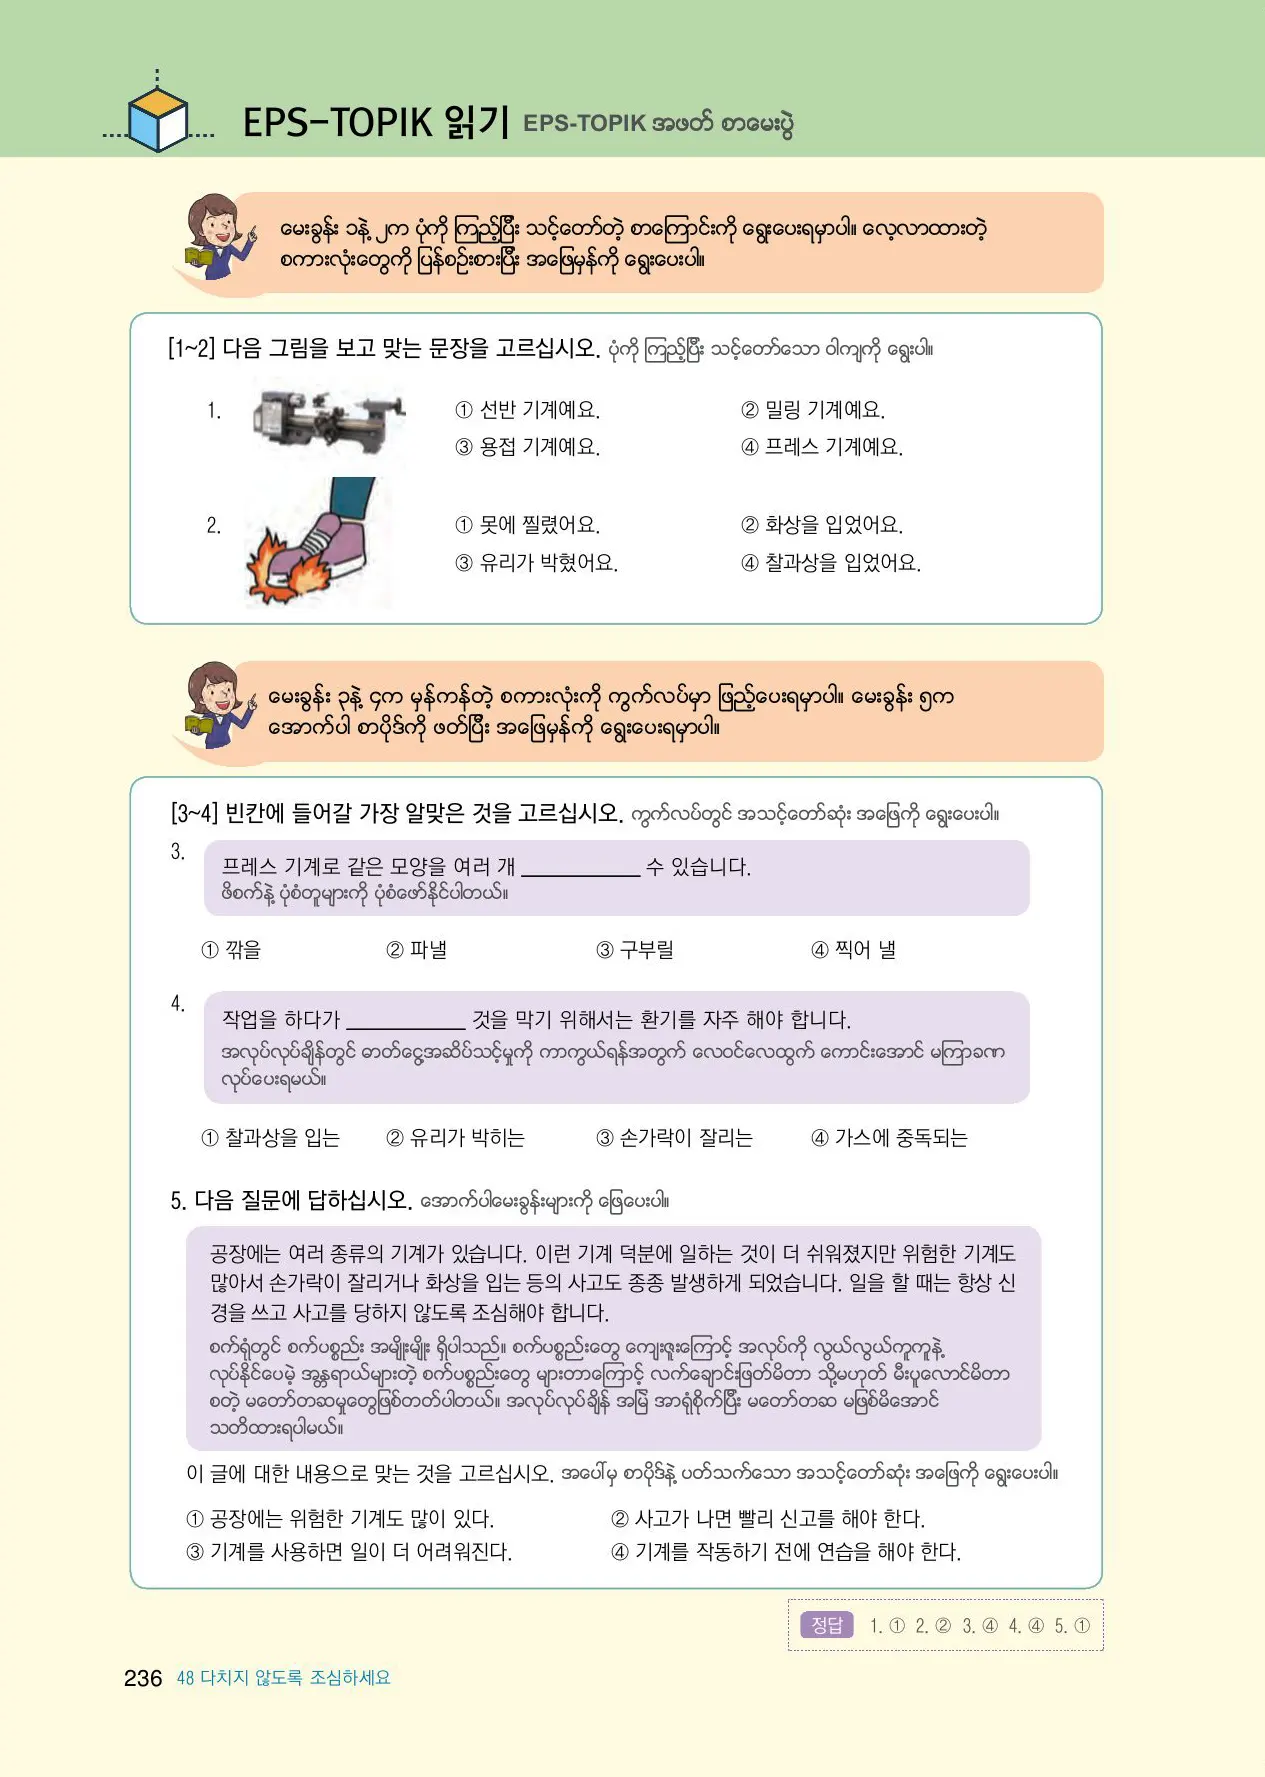 EPS-TOPIK 읽기 EPS-TOPIK အဖတ် စာမေးပွဲ
မေးခွန်း ၁နဲ့ ၂က ပုံကို ကြည့်ပြီး သင့်တော်တဲ့ စာကြောင်းကို ရွေးပေးရမှာပါ။ လေ့လာထားတဲ့
စကားလုံးတွေကို ပြန်စဉ်းစားပြီး အဖြေမှန်ကို ရွေးပေးပါ။
[1~2] 다음 그림을 보고 맞는 문장을 고르십시오. ပုံကို ကြည့်ပြီး သင့်တော်သော ဝါကျကို ရွေးပါ။
1. ① 선반 기계예요. ② 밀링 기계예요.
③ 용접 기계예요. ④ 프레스 기계예요.
2. ① 못에 찔렸어요. ② 화상을 입었어요.
③ 유리가 박혔어요. ④ 찰과상을 입었어요.
မေးခွန်း ၃နဲ့ ၄က မှန်ကန်တဲ့ စကားလုံးကို ကွက်လပ်မှာ ဖြည့်ပေးရမှာပါ။ မေးခွန်း ၅က
အောက်ပါ စာပိုဒ်ကို ဖတ်ပြီး အဖြေမှန်ကို ရွေးပေးရမှာပါ။
[3~4] 빈칸에 들어갈 가장 알맞은 것을 고르십시오. ကွက်လပ်တွင် အသင့်တော်ဆုံး အဖြေကို ရွေးပေးပါ။
3. 프레스 기계로 같은 모양을 여러 개 ____________ 수 있습니다.
ဖိစက်နဲ့ ပုံစံတူများကို ပုံစံဖော်နိုင်ပါတယ်။
① 깎을 ② 파낼 ③ 구부릴 ④ 찍어 낼
4. 작업을 하다가 ____________ 것을 막기 위해서는 환기를 자주 해야 합니다.
အလုပ်လုပ်ချိန်တွင် ဓာတ်ငွေ့အဆိပ်သင့်မှုကို ကာကွယ်ရန်အတွက် လေဝင်လေထွက် ကောင်းအောင် မကြာခဏ
လုပ်ပေးရမယ်။
① 찰과상을 입는 ② 유리가 박히는 ③ 손가락이 잘리는 ④ 가스에 중독되는
5. 다음 질문에 답하십시오. အောက်ပါမေးခွန်းများကို ဖြေပေးပါ။
공장에는 여러 종류의 기계가 있습니다. 이런 기계 덕분에 일하는 것이 더 쉬워졌지만 위험한 기계도
많아서 손가락이 잘리거나 화상을 입는 등의 사고도 종종 발생하게 되었습니다. 일을 할 때는 항상 신
경을 쓰고 사고를 당하지 않도록 조심해야 합니다.
စက်ရုံတွင် စက်ပစ္စည်း အမျိုးမျိုး ရှိပါသည်။ စက်ပစ္စည်းတွေ ကျေးဇူးကြောင့် အလုပ်ကို လွယ်လွယ်ကူကူနဲ့
လုပ်နိုင်ပေမဲ့ အန္တရာယ်များတဲ့ စက်ပစ္စည်းတွေ များတာကြောင့် လက်ချောင်းဖြတ်မိတာ သို့မဟုတ် မီးပူလောင်မိတာ
စတဲ့ မတော်တဆမှုတွေဖြစ်တတ်ပါတယ်။ အလုပ်လုပ်ချိန် အမြဲ အာရုံစိုက်ပြီး မတော်တဆ မဖြစ်မိအောင်
သတိထားရပါမယ်။
이 글에 대한 내용으로 맞는 것을 고르십시오. အပေါ်မှ စာပိုဒ်နဲ့ ပတ်သက်သော အသင့်တော်ဆုံး အဖြေကို ရွေးပေးပါ။
① 공장에는 위험한 기계도 많이 있다. ② 사고가 나면 빨리 신고를 해야 한다.
③ 기계를 사용하면 일이 더 어려워진다. ④ 기계를 작동하기 전에 연습을 해야 한다.
정답 1. ① 2. ② 3. ④ 4. ④ 5. ①
236 48 다치지 않도록 조심하세요